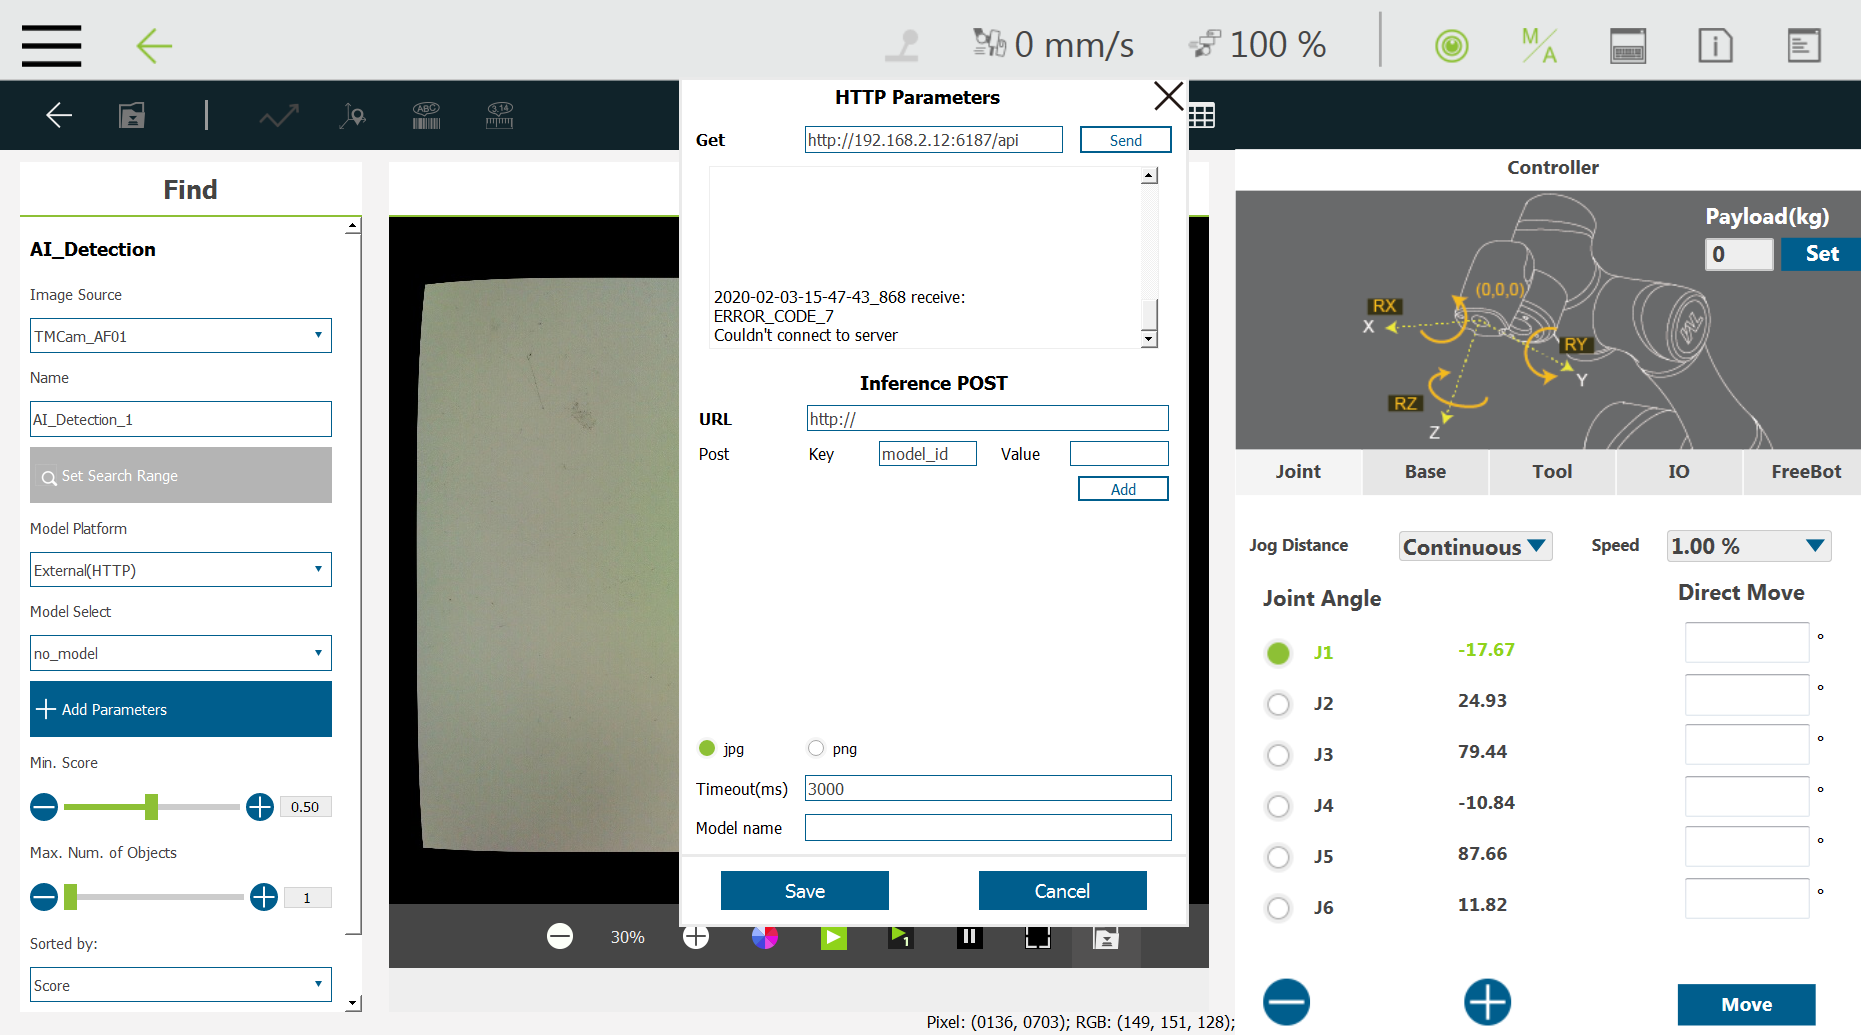 0 mm/s
100 %
M/A
ABC
3.14
HTTP Parameters
Get
http://192.168.2.12:6187/api
Send
2020-02-03-15-47-43_868 receive:
ERROR_CODE_7
Couldn't connect to server
Inference POST
URL
http://
Post
Key
model_id
Value
Add
jpg
png
Timeout(ms)
3000
Model name
Save
Cancel
Find
AI_Detection
Image Source
TMCam_AF01
Name
AI_Detection_1
Set Search Range
Model Platform
External(HTTP)
Model Select
no_model
Add Parameters
Min. Score
0.50
Max. Num. of Objects
1
Sorted by:
Score
30%
1
Pixel: (0136, 0703); RGB: (149, 151, 128);
Controller
Payload(kg)
0
Set
(0,0,0)
RX
X
RY
Y
RZ
Z
TM
Joint
Base
Tool
IO
FreeBot
Jog Distance
Continuous
Speed
1.00 %
Joint Angle
Direct Move
J1
-17.67
°
J2
24.93
°
J3
79.44
°
J4
-10.84
°
J5
87.66
°
J6
11.82
°
Move